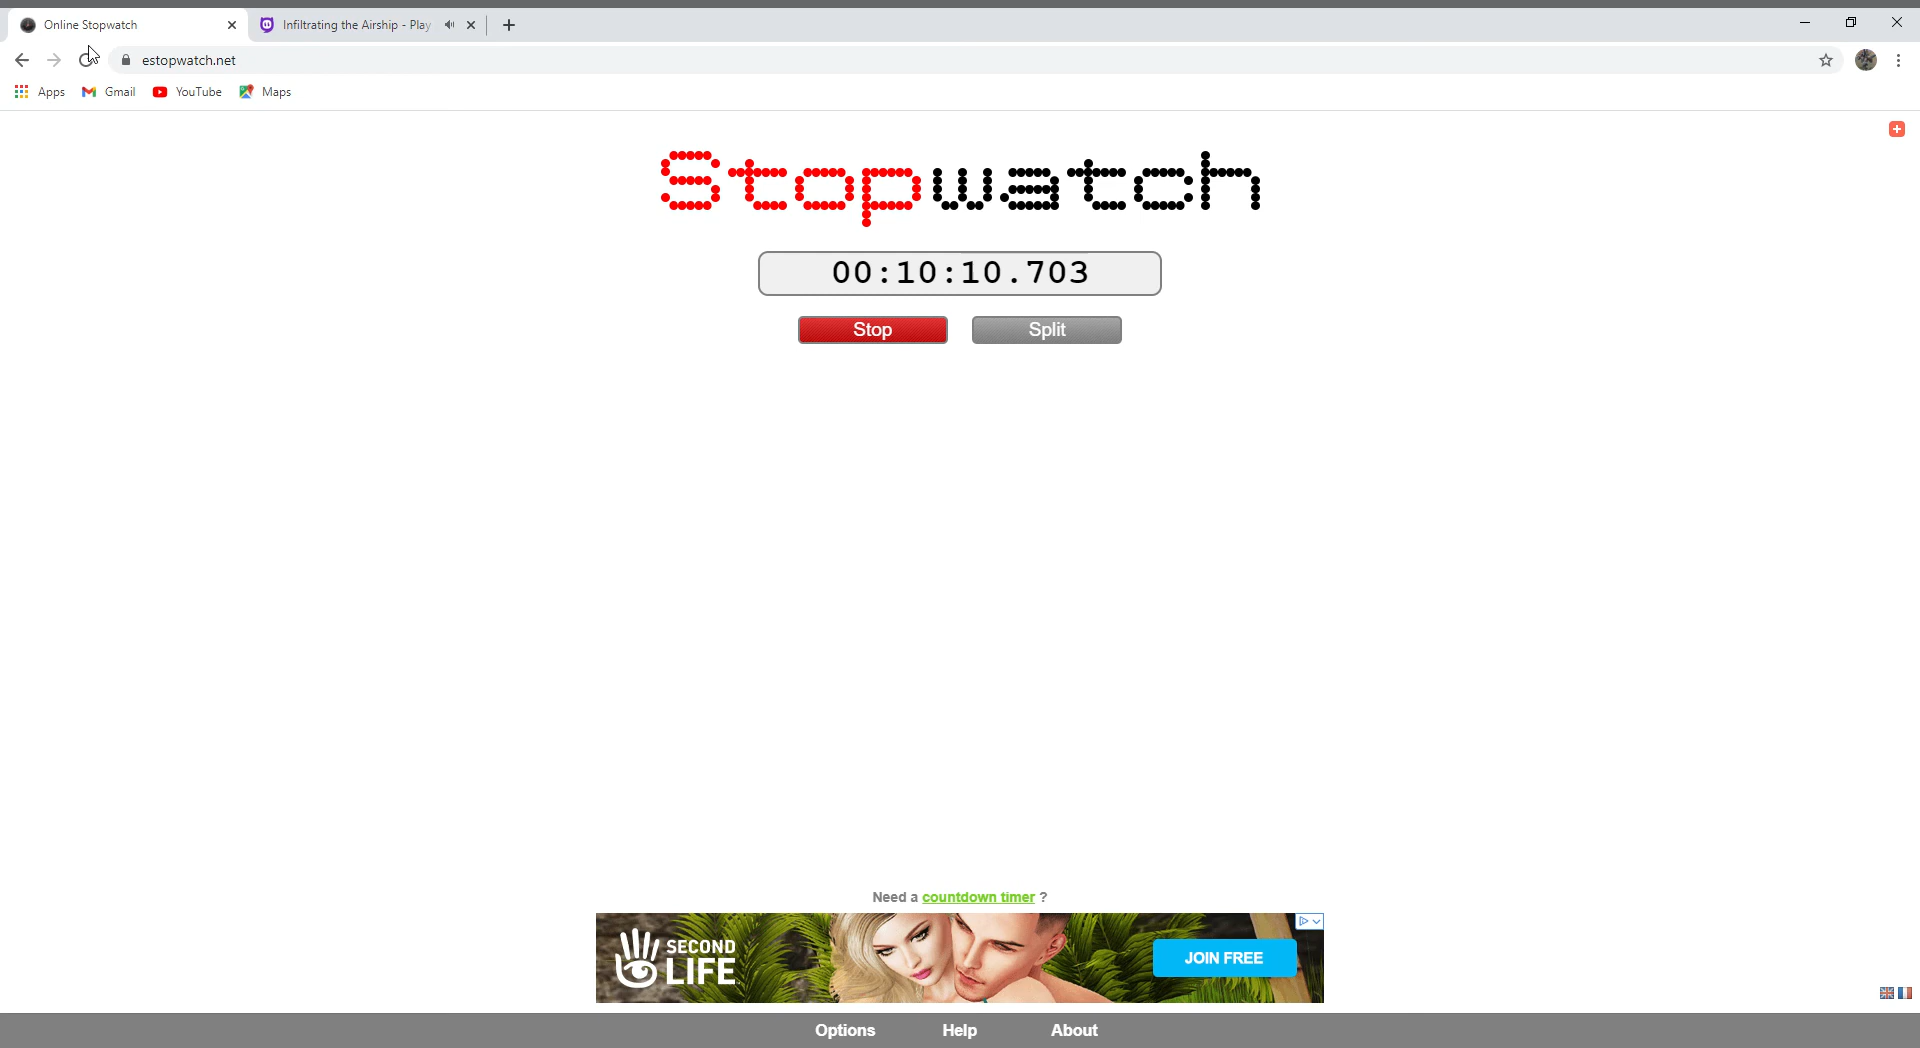 Online Stopwatch
Infiltrating the Airship - Play
estopwatch.net
Apps
Gmail
YouTube
Maps
Stopwatch
00:10:10.703
Stop
Split
Need a countdown timer ?
SECOND
LIFE
JOIN FREE
Options
Help
About